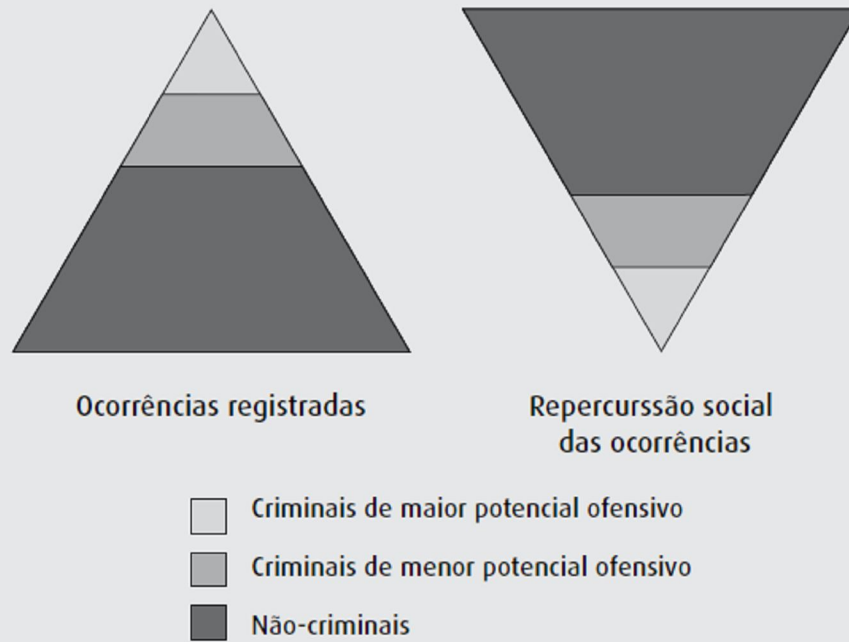 Ocorrências registradas
Repercurssão social
das ocorrências
Criminais de maior potencial ofensivo
Criminais de menor potencial ofensivo
Não-criminais